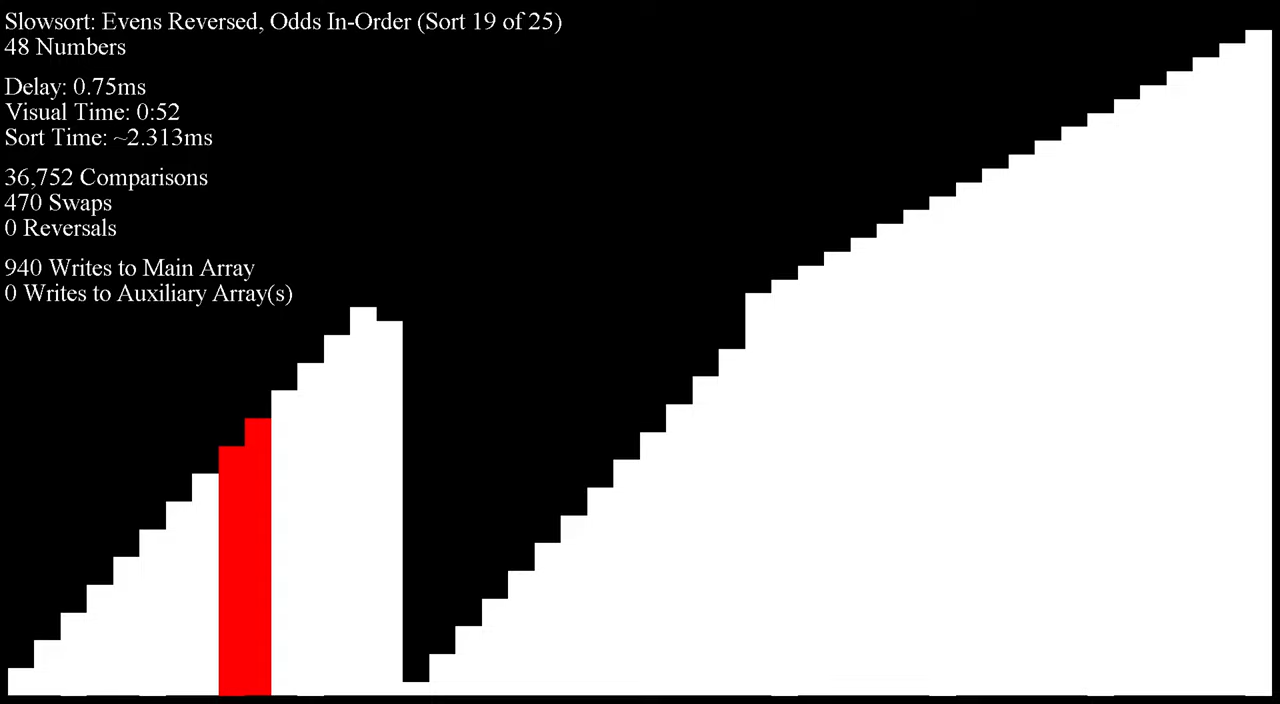 Slowsort: Evens Reversed, Odds In-Order (Sort 19 of 25)
48 Numbers
Delay: 0.75ms
Visual Time: 0:52
Sort Time: ~2.313ms
36,752 Comparisons
470 Swaps
0 Reversals
940 Writes to Main Array
0 Writes to Auxiliary Array(s)